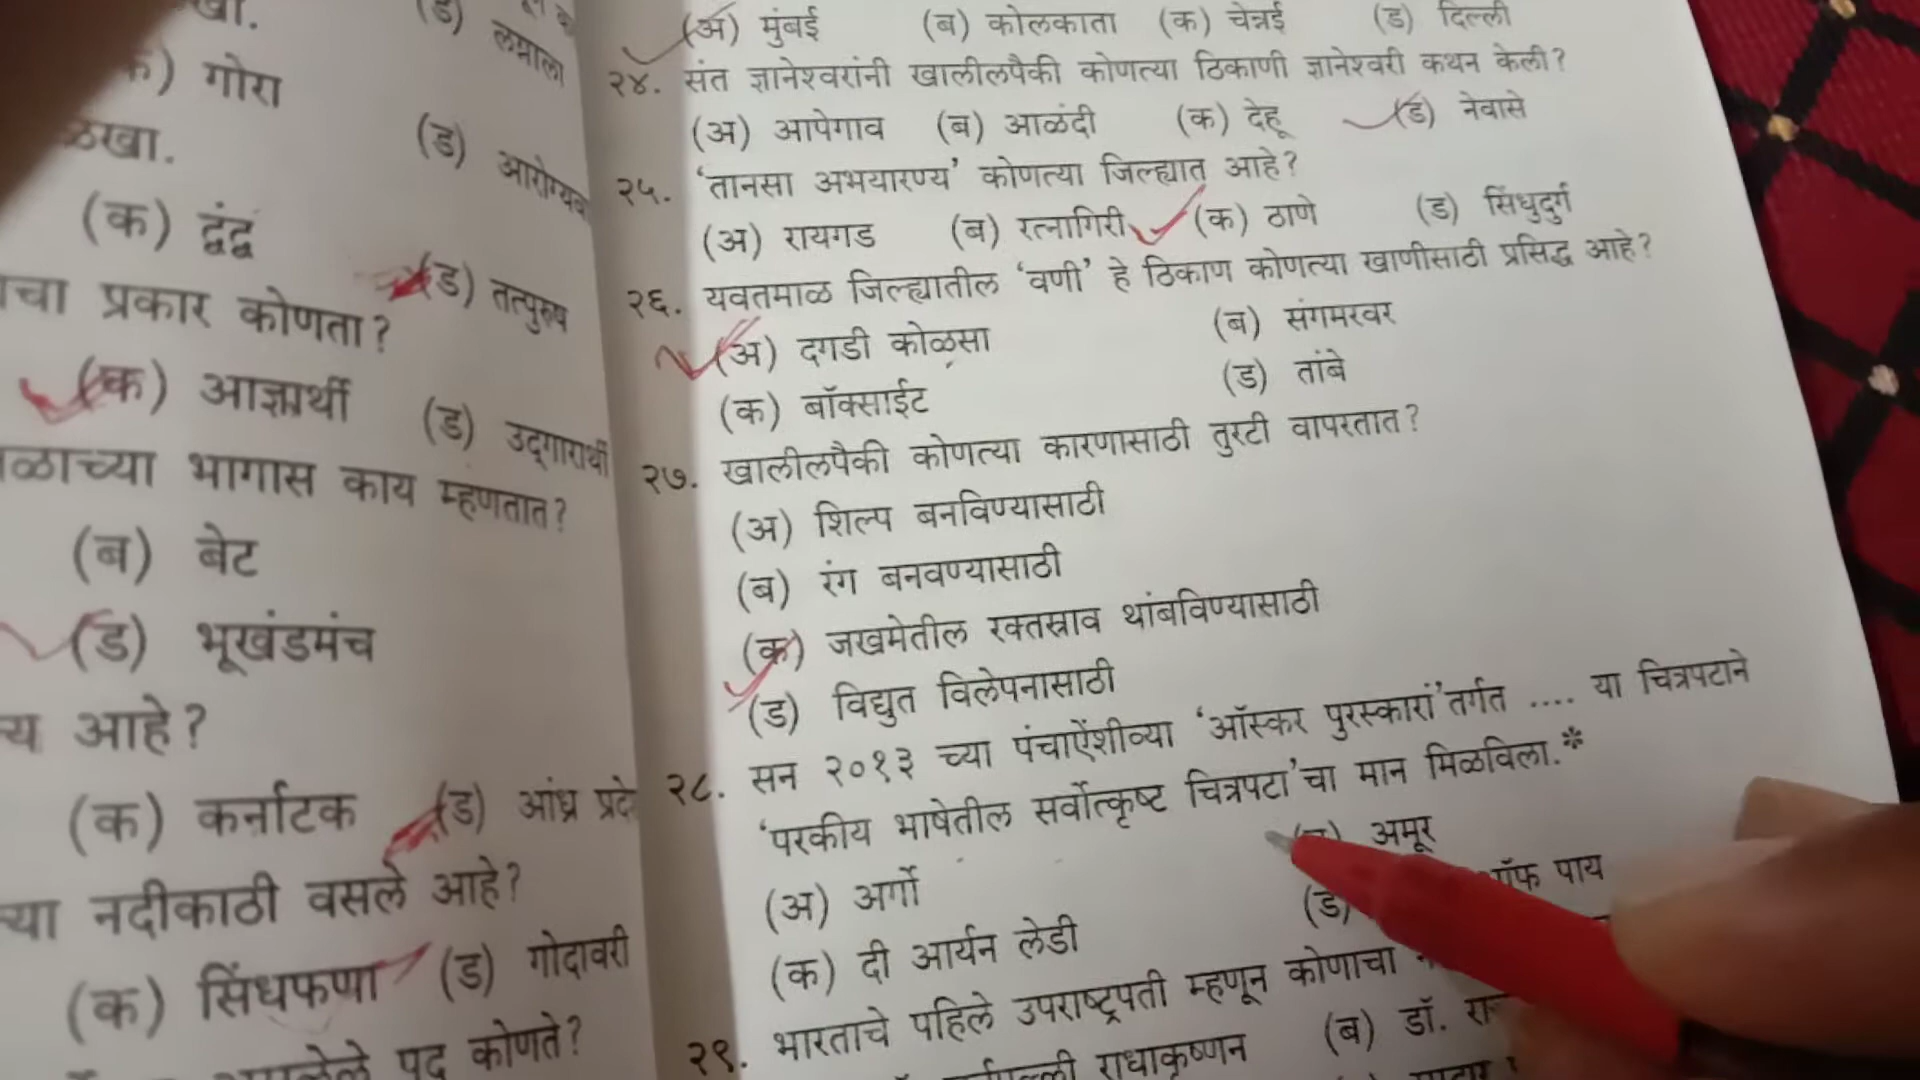 खा.
(ड) लमाला
क) गोरा
ळखा.
(ड) आरोग्यव
(क) द्वंद्व
(ड) तत्पुरुष
चा प्रकार कोणता?
(क) आज्ञार्थी (ड) उद्‌गारार्थी
ळाच्या भागास काय म्हणतात?
(ब) बेट
(ड) भूखंडमंच
य आहे?
(क) कर्नाटक (ड) आंध्र प्रदे
च्या नदीकाठी वसले आहे?
(क) सिंधफणा (ड) गोदावरी
पद कोणते?
(अ) मुंबई (ब) कोलकाता (क) चेन्नई (ड) दिल्ली
२४. संत ज्ञानेश्वरांनी खालीलपैकी कोणत्या ठिकाणी ज्ञानेश्वरी कथन केली?
(अ) आपेगाव (ब) आळंदी (क) देहू (ड) नेवासे
२५. 'तानसा अभयारण्य' कोणत्या जिल्ह्यात आहे?
(अ) रायगड (ब) रत्नागिरी (क) ठाणे (ड) सिंधुदुर्ग
२६. यवतमाळ जिल्ह्यातील 'वणी' हे ठिकाण कोणत्या खाणीसाठी प्रसिद्ध आहे?
(अ) दगडी कोळसा (ब) संगमरवर
(क) बॉक्साईट (ड) तांबे
२७. खालीलपैकी कोणत्या कारणासाठी तुरटी वापरतात?
(अ) शिल्प बनविण्यासाठी
(ब) रंग बनवण्यासाठी
(क) जखमेतील रक्तस्राव थांबविण्यासाठी
(ड) विद्युत विलेपनासाठी
२८. सन २०१३ च्या पंचाऐंशीव्या 'ऑस्कर पुरस्कारां'तर्गत .... या चित्रपटाने
'परकीय भाषेतील सर्वोत्कृष्ट चित्रपटा'चा मान मिळविला.*
(अ) अर्गो अमूर
(क) दी आर्यन लेडी (ड) ऑफ पाय
२९. भारताचे पहिले उपराष्ट्रपती म्हणून कोणाचा
राधाकृष्णन (ब) डॉ.